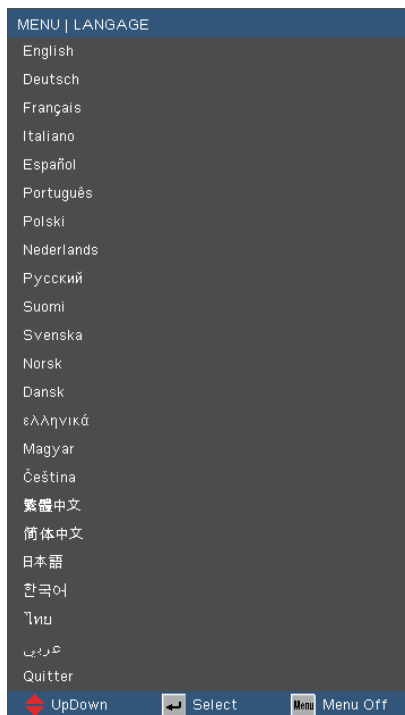 MENU | LANGAGE
English
Deutsch
Français
Italiano
Español
Português
Polski
Nederlands
Русский
Suomi
Svenska
Norsk
Dansk
ελληνικά
Magyar
Čeština
繁體中文
简体中文
日本語
한국어
ไทย
عربي
Quitter
UpDown Select Menu Menu Off